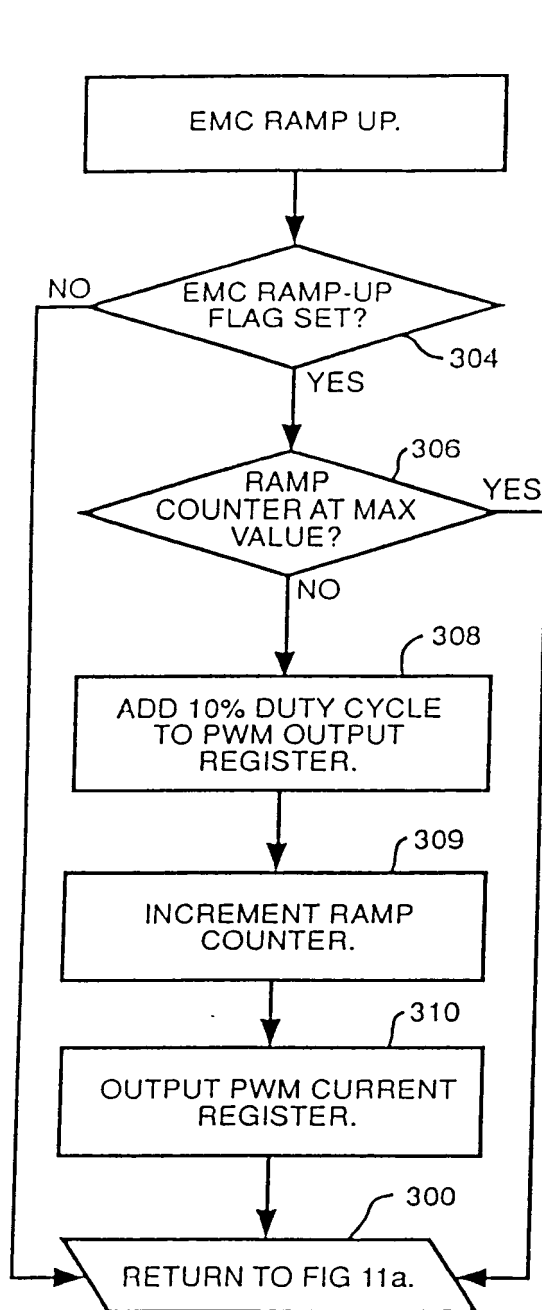 EMC RAMP UP.
NO
EMC RAMP-UP
FLAG SET?
304
YES
306
RAMP
COUNTER AT MAX
VALUE?
YES
NO
308
ADD 10% DUTY CYCLE
TO PWM OUTPUT
REGISTER.
309
INCREMENT RAMP
COUNTER.
310
OUTPUT PWM CURRENT
REGISTER.
300
RETURN TO FIG 11a.